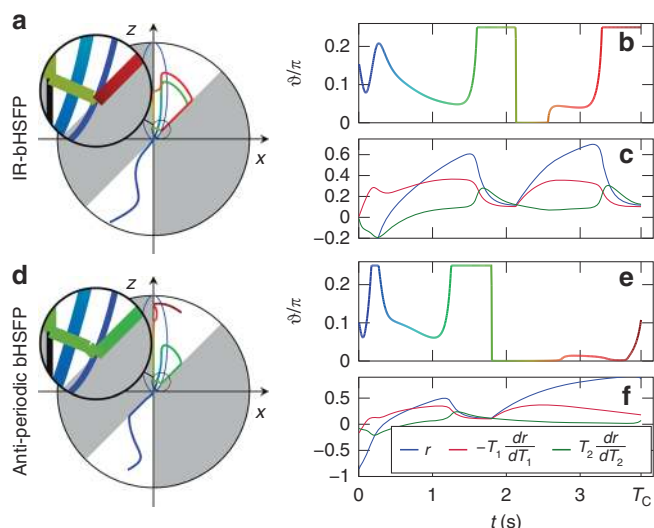 a
z
x
IR-bHSFP
b
ϑ/π
0.2
0.1
0
c
0.6
0.4
0.2
0
−0.2
d
z
x
Anti-periodic bHSFP
e
ϑ/π
0.2
0.1
0
f
0.5
0
−0.5
−1
r −T₁ dr/dT₁ T₂ dr/dT₂
0 1 2 3 T_C
t (s)